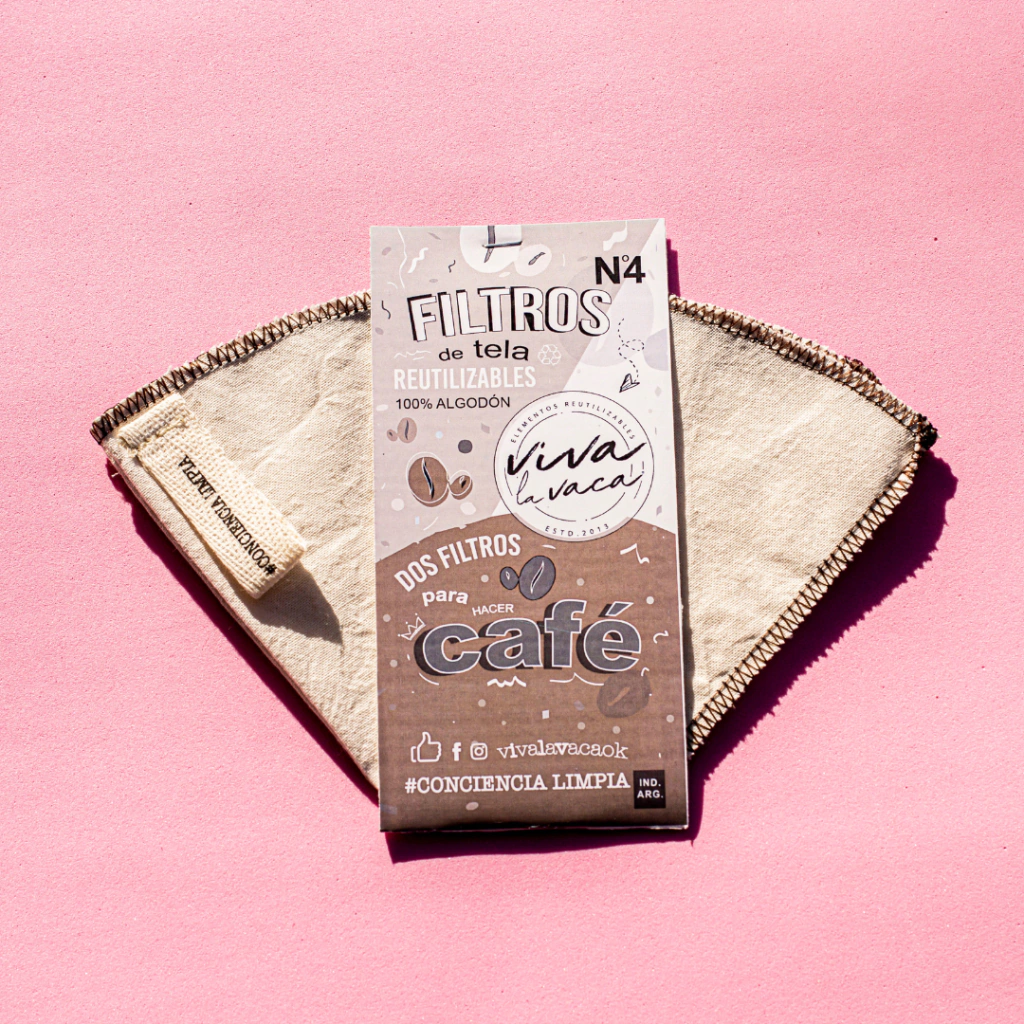 N°4
FILTROS
de tela
REUTILIZABLES
100% ALGODÓN
ELEMENTOS REUTILIZABLES
viva
la vaca!
ESTD. 2013
#CONCIENCIA LIMPIA
DOS FILTROS
para
HACER
café
f vivalavacaok
#CONCIENCIA LIMPIA
IND.
ARG.